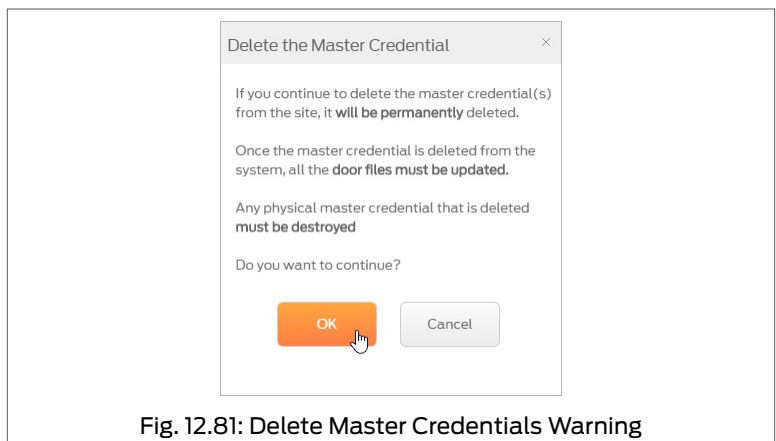 Delete the Master Credential
If you continue to delete the master credential(s)
from the site, it will be permanently deleted.
Once the master credential is deleted from the
system, all the door files must be updated.
Any physical master credential that is deleted
must be destroyed
Do you want to continue?
OK
Cancel
Fig. 12.81: Delete Master Credentials Warning